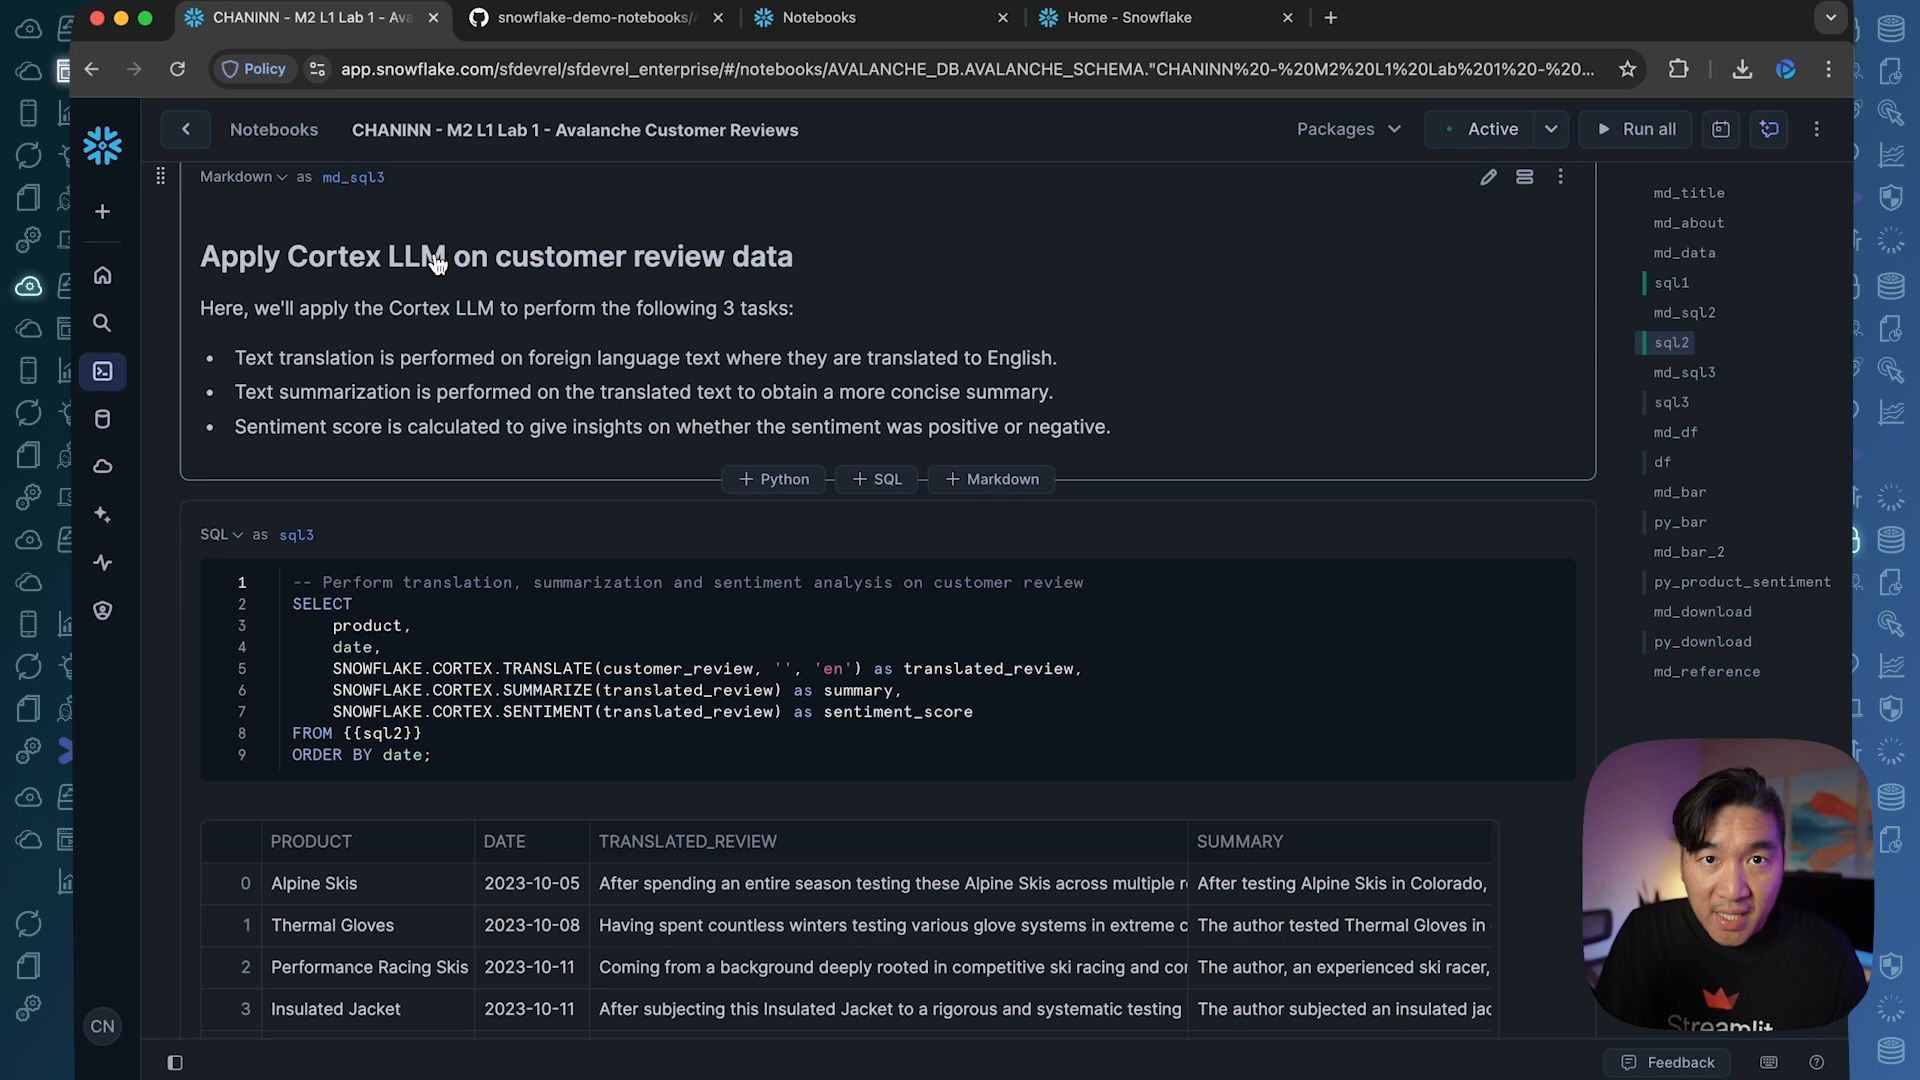 CHANINN - M2 L1 Lab 1 - Ava
snowflake-demo-notebooks/
Notebooks
Home - Snowflake
Policy
app.snowflake.com/sfdevrel/sfdevrel_enterprise/#/notebooks/AVALANCHE_DB.AVALANCHE_SCHEMA."CHANINN%20-%20M2%20L1%20Lab%201%20-%20...
Notebooks
CHANINN - M2 L1 Lab 1 - Avalanche Customer Reviews
Packages
Active
Run all
Markdown as md_sql3
Apply Cortex LLM on customer review data
Here, we'll apply the Cortex LLM to perform the following 3 tasks:
• Text translation is performed on foreign language text where they are translated to English.
• Text summarization is performed on the translated text to obtain a more concise summary.
• Sentiment score is calculated to give insights on whether the sentiment was positive or negative.
+ Python
+ SQL
+ Markdown
SQL as sql3
1 -- Perform translation, summarization and sentiment analysis on customer review
2 SELECT
3 product,
4 date,
5 SNOWFLAKE.CORTEX.TRANSLATE(customer_review, '', 'en') as translated_review,
6 SNOWFLAKE.CORTEX.SUMMARIZE(translated_review) as summary,
7 SNOWFLAKE.CORTEX.SENTIMENT(translated_review) as sentiment_score
8 FROM {{sql2}}
9 ORDER BY date;
PRODUCT DATE TRANSLATED_REVIEW SUMMARY
0 Alpine Skis 2023-10-05 After spending an entire season testing these Alpine Skis across multiple r After testing Alpine Skis in Colorado,
1 Thermal Gloves 2023-10-08 Having spent countless winters testing various glove systems in extreme c The author tested Thermal Gloves in
2 Performance Racing Skis 2023-10-11 Coming from a background deeply rooted in competitive ski racing and cor The author, an experienced ski racer,
3 Insulated Jacket 2023-10-11 After subjecting this Insulated Jacket to a rigorous and systematic testing The author subjected an insulated jac
md_title
md_about
md_data
sql1
md_sql2
sql2
md_sql3
sql3
md_df
df
md_bar
py_bar
md_bar_2
py_product_sentiment
md_download
py_download
md_reference
CN
Streamlit
Feedback